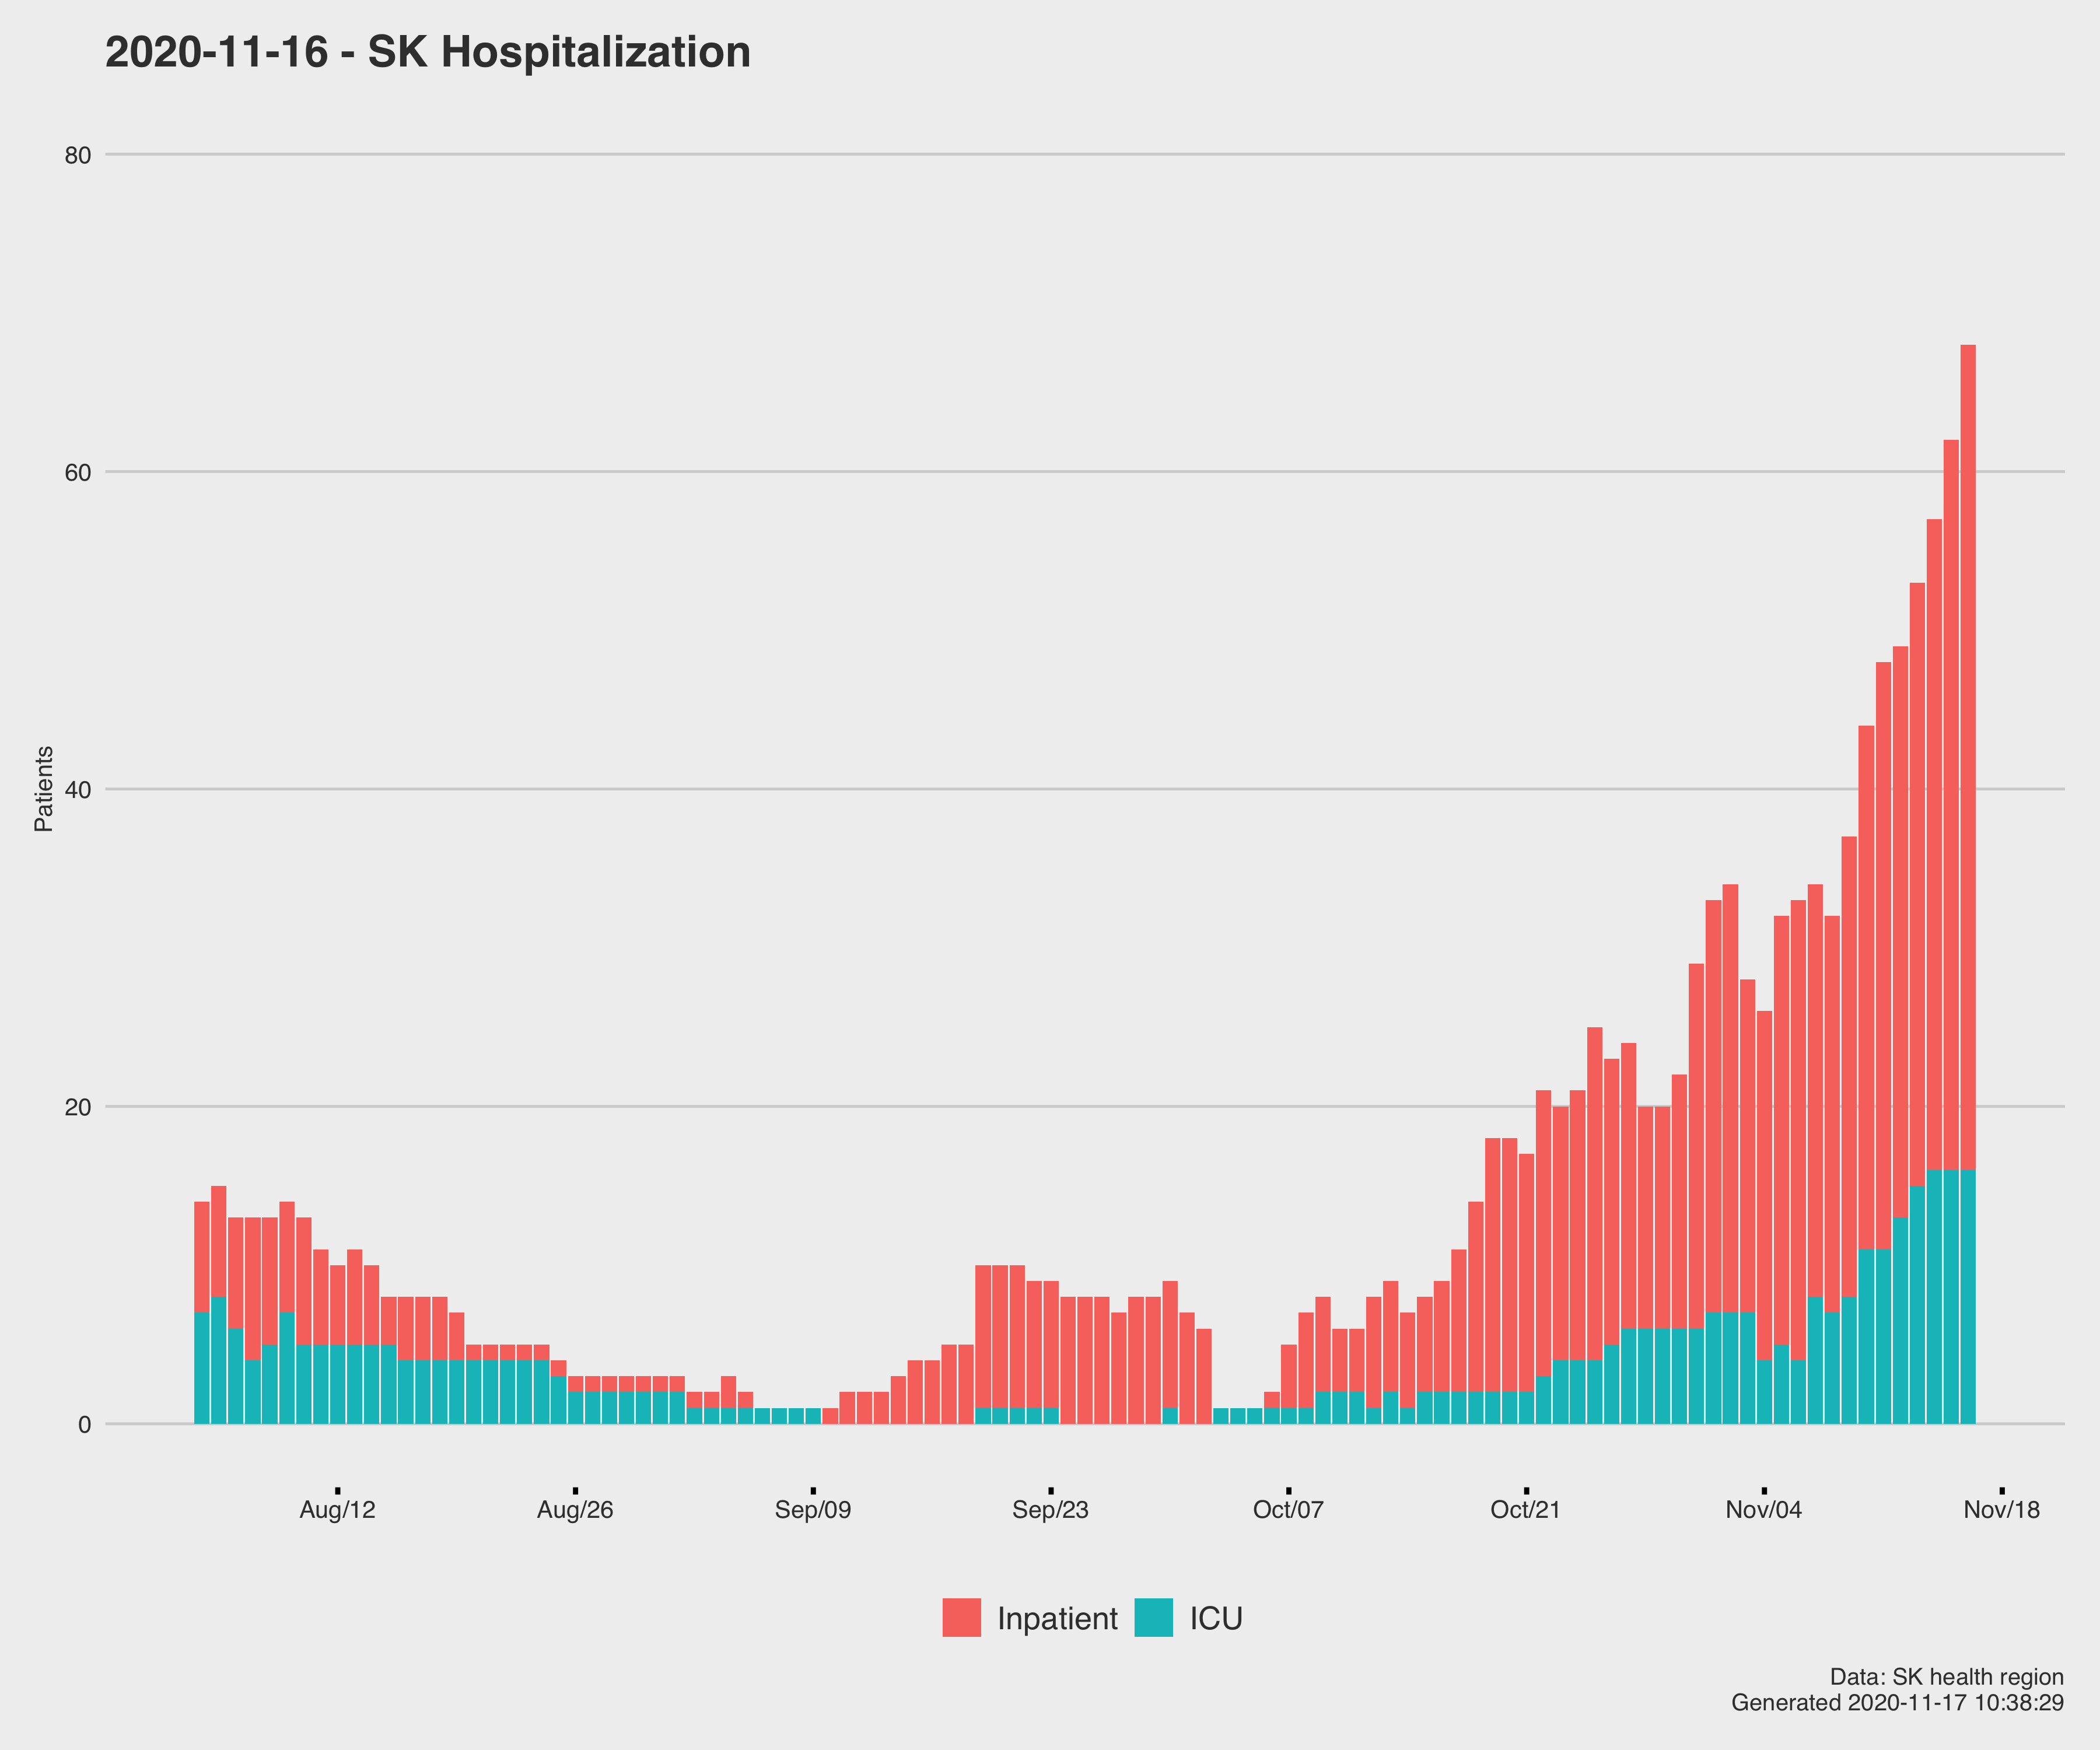 2020-11-16 - SK Hospitalization
80
60
40
20
0
Patients
Aug/12 Aug/26 Sep/09 Sep/23 Oct/07 Oct/21 Nov/04 Nov/18
Inpatient ICU
Data: SK health region
Generated 2020-11-17 10:38:29